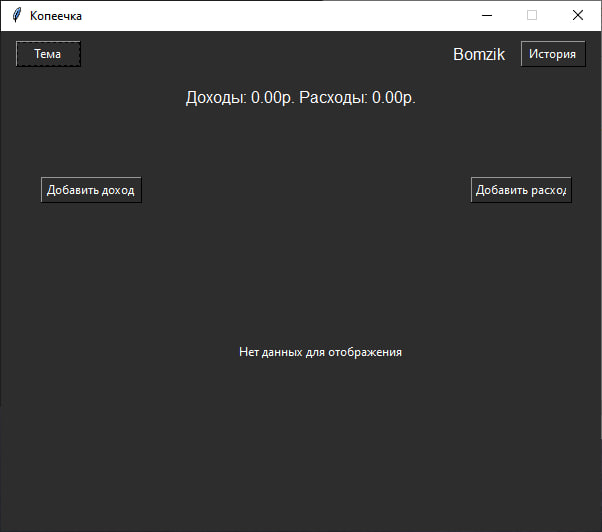 Копеечка
Тема
Bomzik
История
Доходы: 0.00р. Расходы: 0.00р.
Добавить доход
Добавить расход
Нет данных для отображения